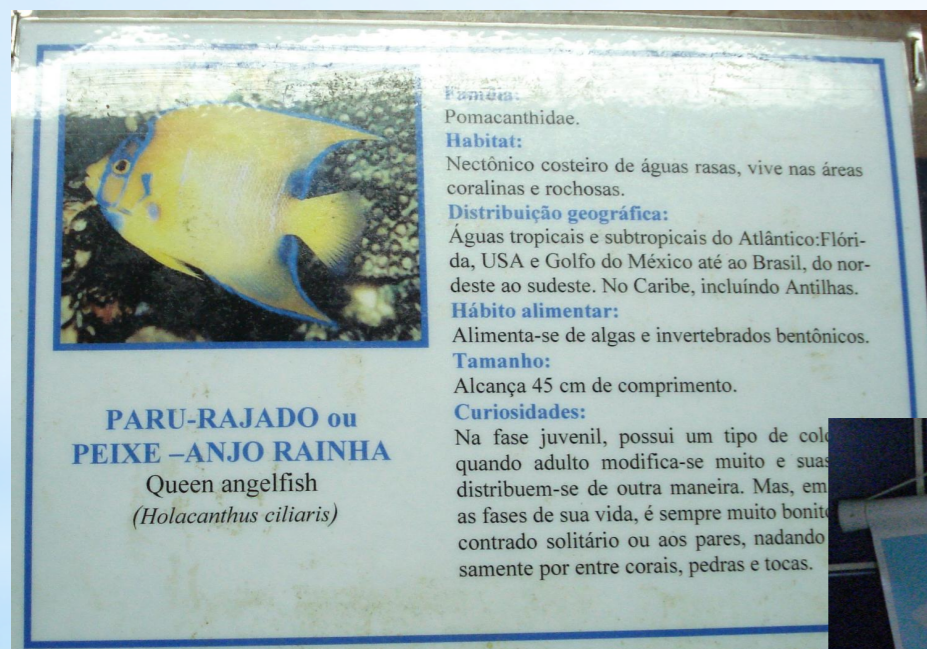 Família:
Pomacanthidae.
Habitat:
Nectônico costeiro de águas rasas, vive nas áreas
coralinas e rochosas.
Distribuição geográfica:
Águas tropicais e subtropicais do Atlântico:Flóri-
da, USA e Golfo do México até ao Brasil, do nor-
deste ao sudeste. No Caribe, incluíndo Antilhas.
Hábito alimentar:
Alimenta-se de algas e invertebrados bentônicos.
Tamanho:
Alcança 45 cm de comprimento.
Curiosidades:
Na fase juvenil, possui um tipo de
quando adulto modifica-se muito e suas
distribuem-se de outra maneira. Mas, em
as fases de sua vida, é sempre muito
contrado solitário ou aos pares, nadando
samente por entre corais, pedras e tocas.
PARU-RAJADO ou
PEIXE –ANJO RAINHA
Queen angelfish
(Holacanthus ciliaris)